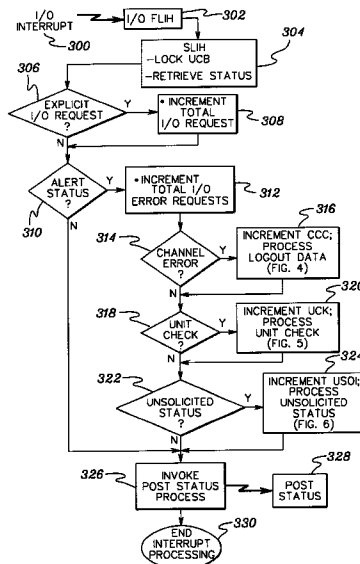 I/O
INTERRUPT
300
I/O FLIH
302
SLIH
-LOCK UCB
-RETRIEVE STATUS
304
306
EXPLICIT
I/O REQUEST
?
Y
N
• INCREMENT
TOTAL
I/O REQUEST
308
ALERT
STATUS
?
310
Y
N
• INCREMENT
TOTAL I/O
ERROR REQUESTS
312
314
CHANNEL
ERROR
?
Y
N
INCREMENT CCC;
PROCESS
LOGOUT DATA
(FIG. 4)
316
318
UNIT
CHECK
?
Y
N
INCREMENT UCK;
PROCESS
UNIT CHECK
(FIG. 5)
320
322
UNSOLICITED
STATUS
?
Y
N
INCREMENT USOI;
PROCESS
UNSOLICITED
STATUS
(FIG. 6)
324
326
INVOKE
POST STATUS
PROCESS
POST
STATUS
328
END
INTERRUPT
PROCESSING
330